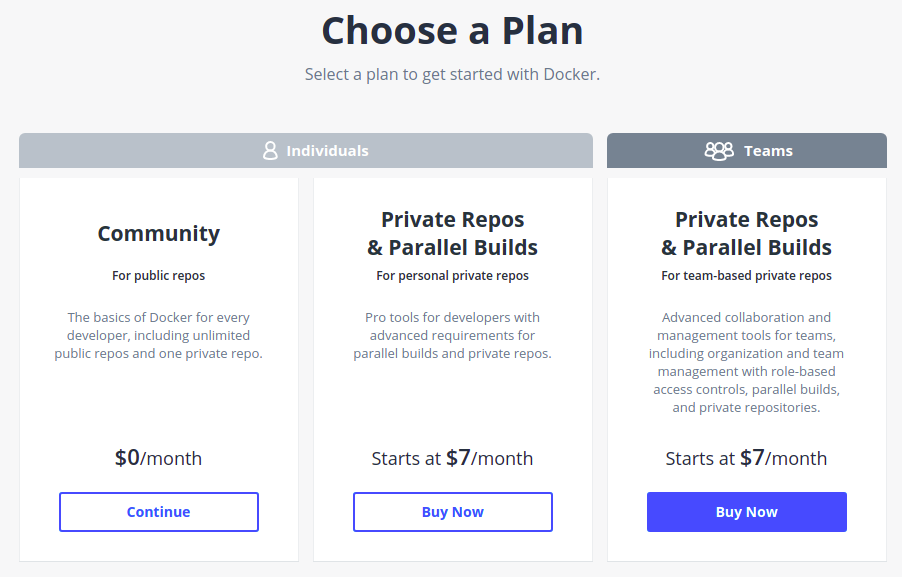 Choose a Plan
Select a plan to get started with Docker.
Individuals
Teams
Community
For public repos
The basics of Docker for every
developer, including unlimited
public repos and one private repo.
$0/month
Continue
Private Repos
& Parallel Builds
For personal private repos
Pro tools for developers with
advanced requirements for
parallel builds and private repos.
Starts at $7/month
Buy Now
Private Repos
& Parallel Builds
For team-based private repos
Advanced collaboration and
management tools for teams,
including organization and team
management with role-based
access controls, parallel builds,
and private repositories.
Starts at $7/month
Buy Now